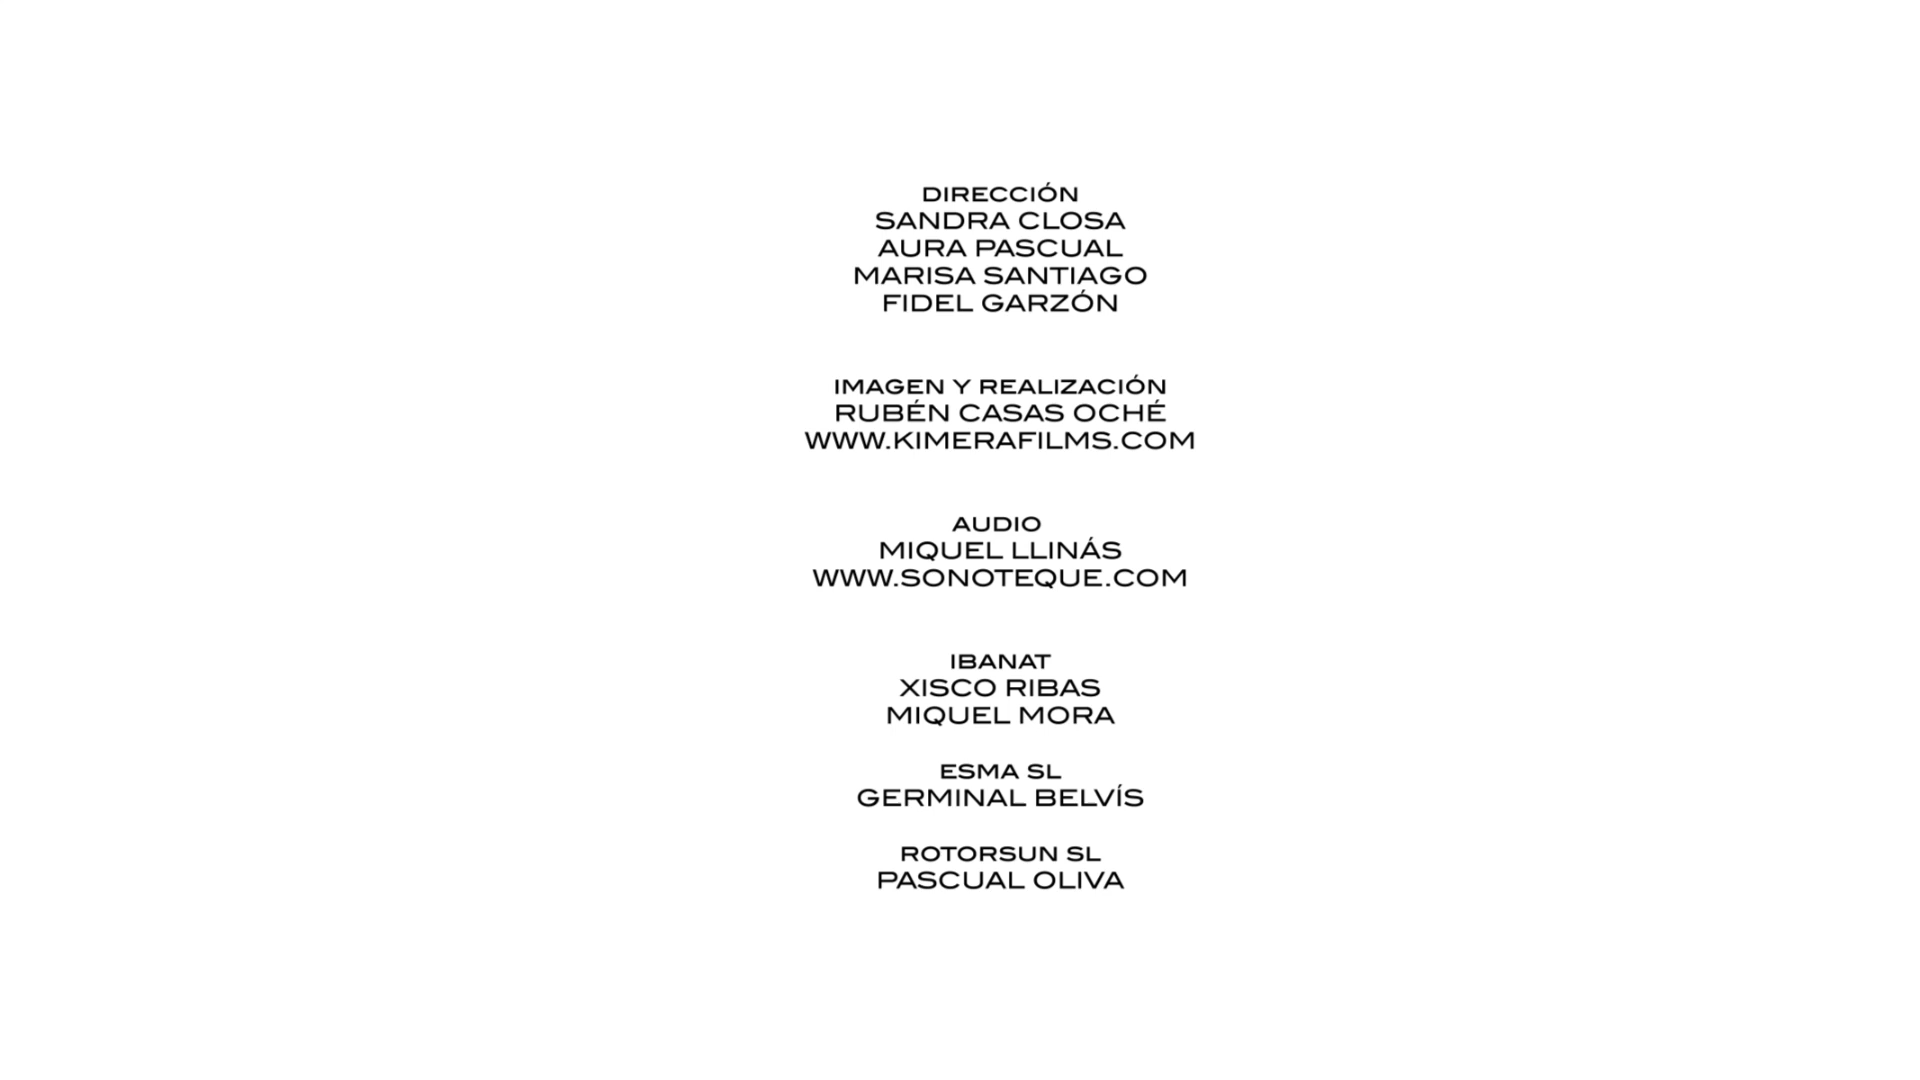 DIRECCIÓN
SANDRA CLOSA
AURA PASCUAL
MARISA SANTIAGO
FIDEL GARZÓN
IMAGEN Y REALIZACIÓN
RUBÉN CASAS OCHÉ
WWW.KIMERAFILMS.COM
AUDIO
MIQUEL LLINÁS
WWW.SONOTEQUE.COM
IBANAT
XISCO RIBAS
MIQUEL MORA
ESMA SL
GERMINAL BELVÍS
ROTORSUN SL
PASCUAL OLIVA